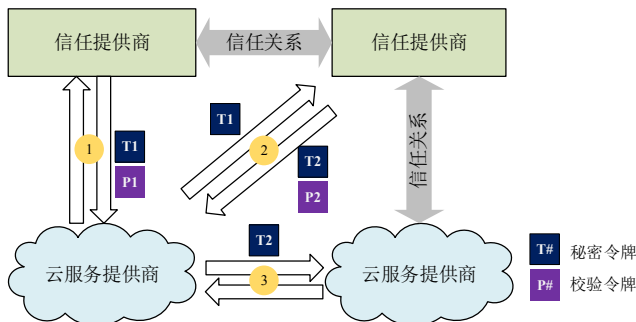 信任提供商
信任关系
信任提供商
1
T1
P1
T1
2
T2
P2
信任关系
云服务提供商
T2
3
云服务提供商
T# 秘密令牌
P# 校验令牌